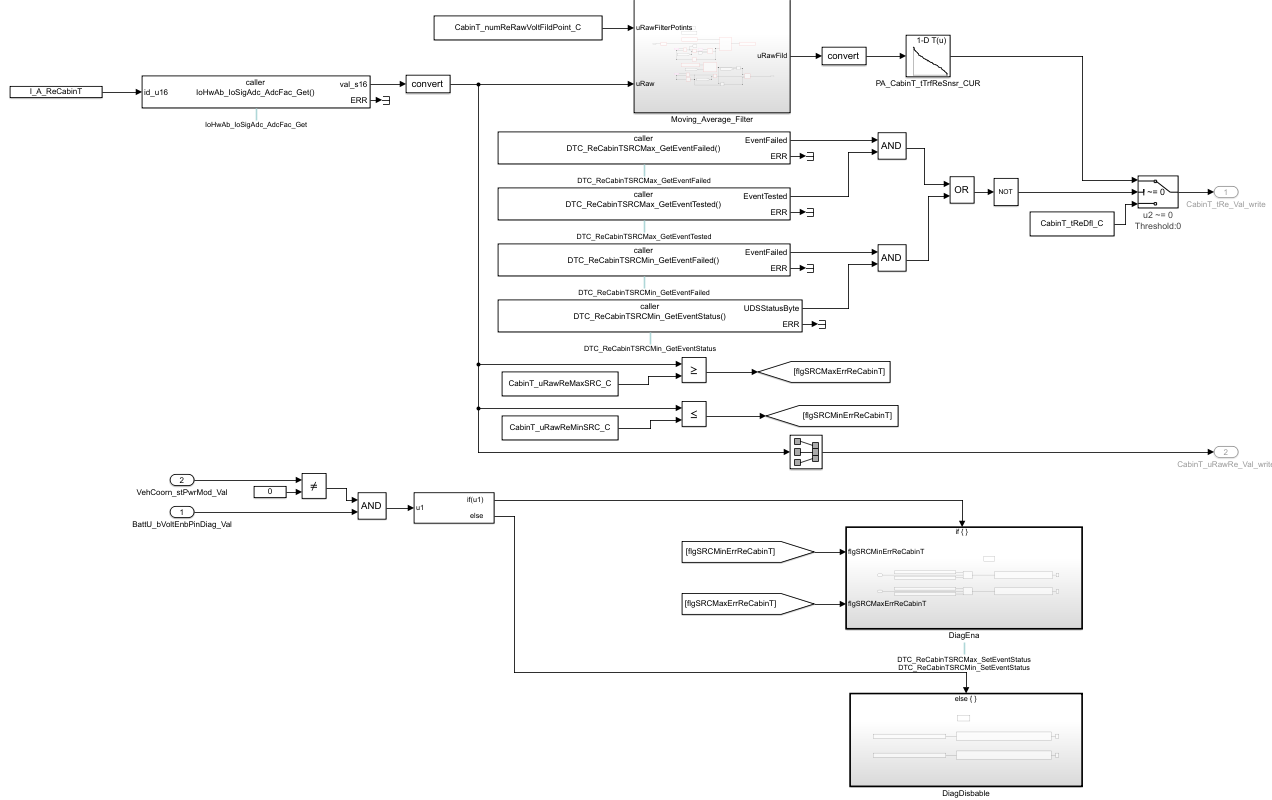 CabinT_numReRawVoltFildPoint_C
uRawFilterPotints
uRawFild
uRaw
Moving_Average_Filter
convert
1-D T(u)
PA_CabinT_tTrfReSnsr_CUR
I_A_ReCabinT
id_u16
caller
IoHwAb_IoSigAdc_AdcFac_Get()
val_s16
ERR
IoHwAb_IoSigAdc_AdcFac_Get
convert
caller
DTC_ReCabinTSRCMax_GetEventFailed()
EventFailed
ERR
DTC_ReCabinTSRCMax_GetEventFailed
caller
DTC_ReCabinTSRCMax_GetEventTested()
EventTested
ERR
DTC_ReCabinTSRCMax_GetEventTested
caller
DTC_ReCabinTSRCMin_GetEventFailed()
EventFailed
ERR
DTC_ReCabinTSRCMin_GetEventFailed
caller
DTC_ReCabinTSRCMin_GetEventStatus()
UDSStatusByte
ERR
DTC_ReCabinTSRCMin_GetEventStatus
AND
AND
OR
NOT
~= 0
u2 ~= 0
Threshold:0
CabinT_tReDfl_C
1
CabinT_tRe_Val_write
CabinT_uRawReMaxSRC_C
≥
[flgSRCMaxErrReCabinT]
CabinT_uRawReMinSRC_C
≤
[flgSRCMinErrReCabinT]
2
CabinT_uRawRe_Val_write
2
VehCoorn_stPwrMod_Val
0
≠
1
BattU_bVoltEnbPinDiag_Val
AND
u1
if(u1)
else
[flgSRCMinErrReCabinT]
[flgSRCMaxErrReCabinT]
if { }
flgSRCMinErrReCabinT
flgSRCMaxErrReCabinT
DiagEna
DTC_ReCabinTSRCMax_SetEventStatus
DTC_ReCabinTSRCMin_SetEventStatus
else { }
DiagDisbable